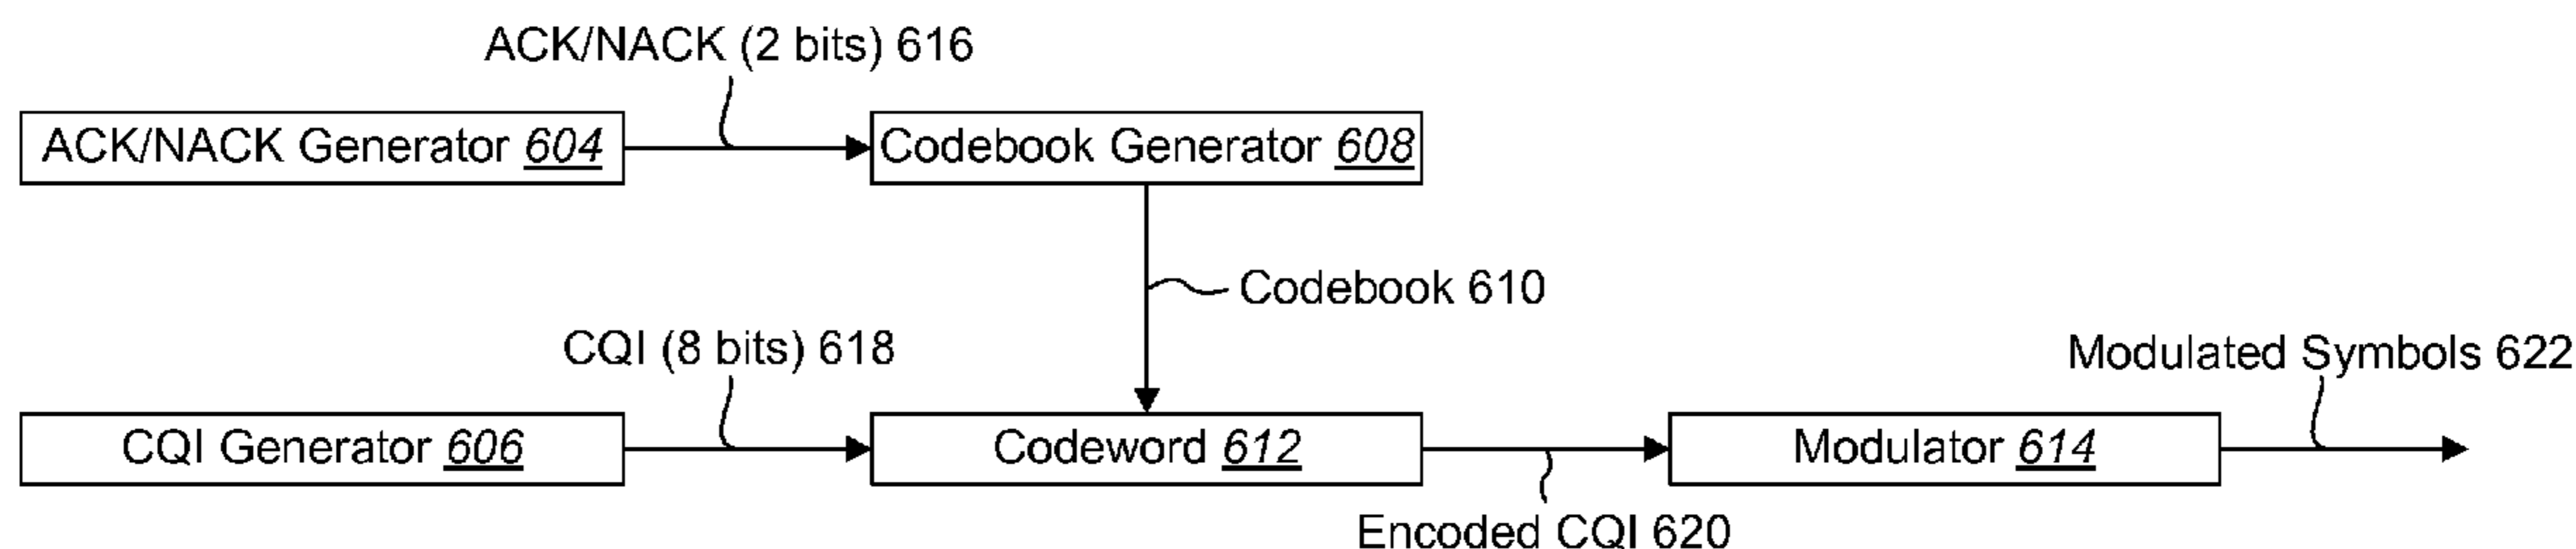 ACK/NACK (2 bits) 616
ACK/NACK Generator 604
Codebook Generator 608
Codebook 610
CQI (8 bits) 618
Modulated Symbols 622
CQI Generator 606
Codeword 612
Modulator 614
Encoded CQI 620